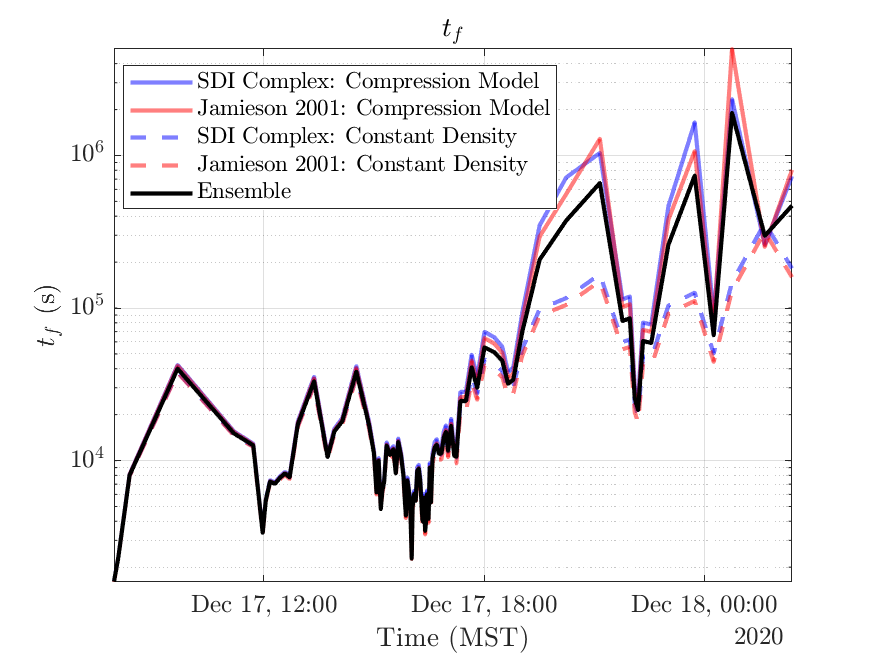 t_f
SDI Complex: Compression Model
Jamieson 2001: Compression Model
SDI Complex: Constant Density
Jamieson 2001: Constant Density
Ensemble
10^6
10^5
10^4
t_f (s)
Dec 17, 12:00 Dec 17, 18:00 Dec 18, 00:00
Time (MST)
2020